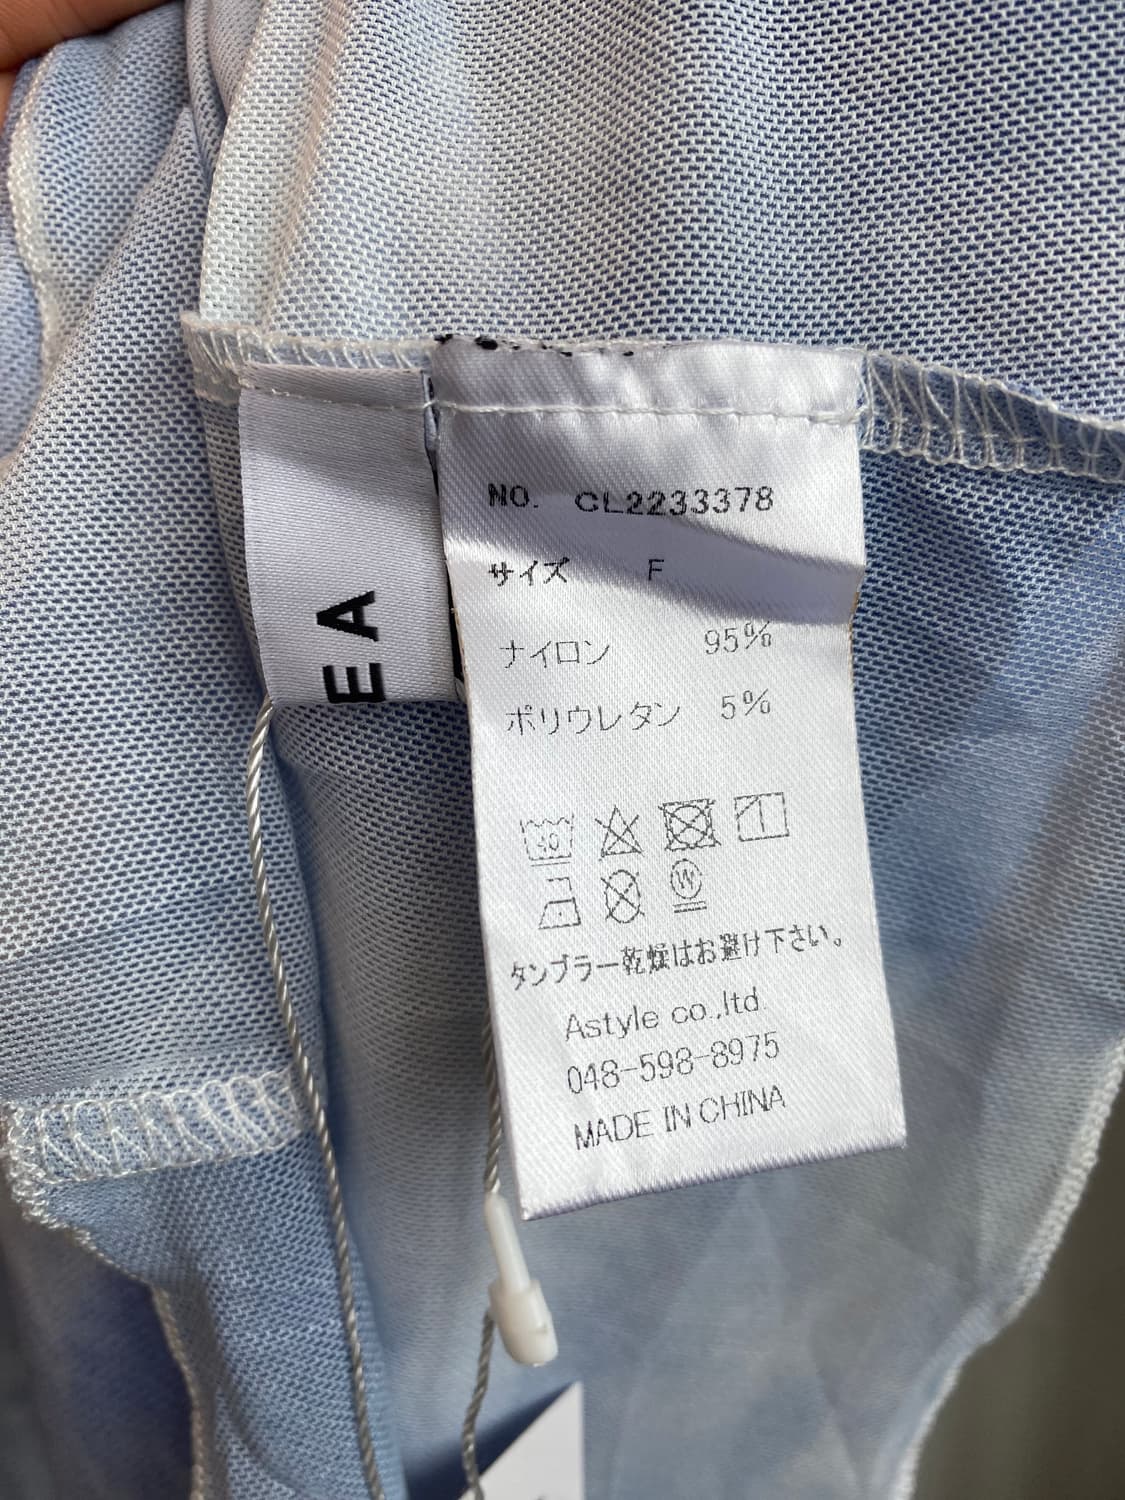 NO. CL2233378
サイズ F
ナイロン 95%
ポリウレタン 5%
30
W
タンブラー乾燥はお避け下さい。
Astyle co.,ltd.
048-598-8975
MADE IN CHINA
EA